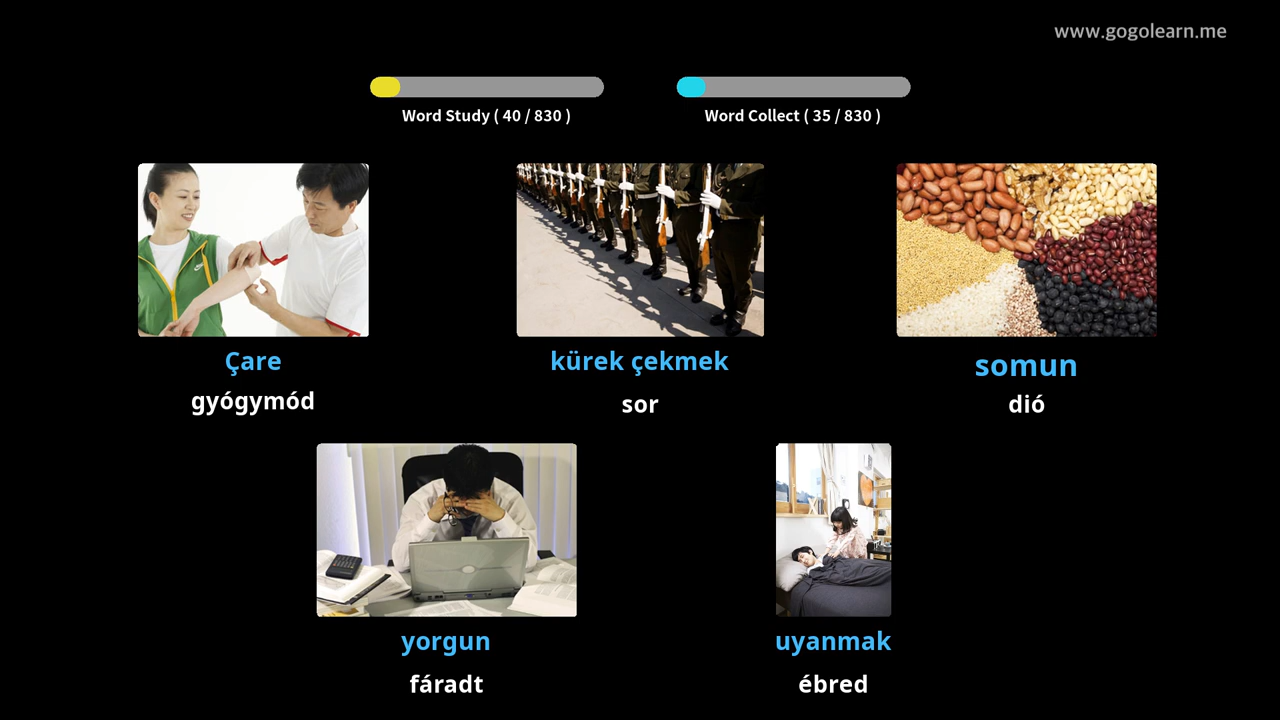 www.gogolearn.me
Word Study ( 40 / 830 )
Word Collect ( 35 / 830 )
Çare
gyógymód
kürek çekmek
sor
somun
dió
yorgun
fáradt
uyanmak
ébred